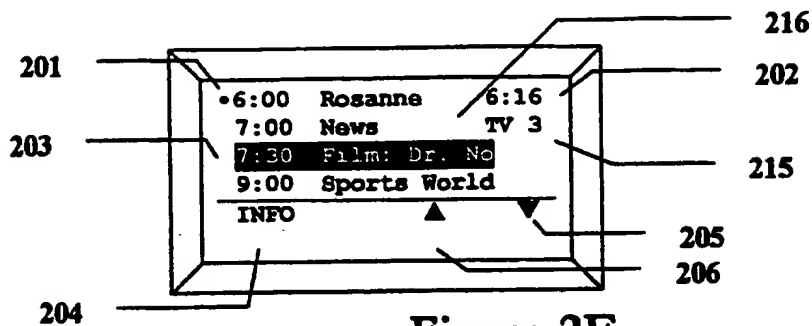 216
201
202
•6:00 Rosanne 6:16
7:00 News TV 3
203
7:30 Film: Dr. No
215
9:00 Sports World
INFO ▲ ▼
205
206
204